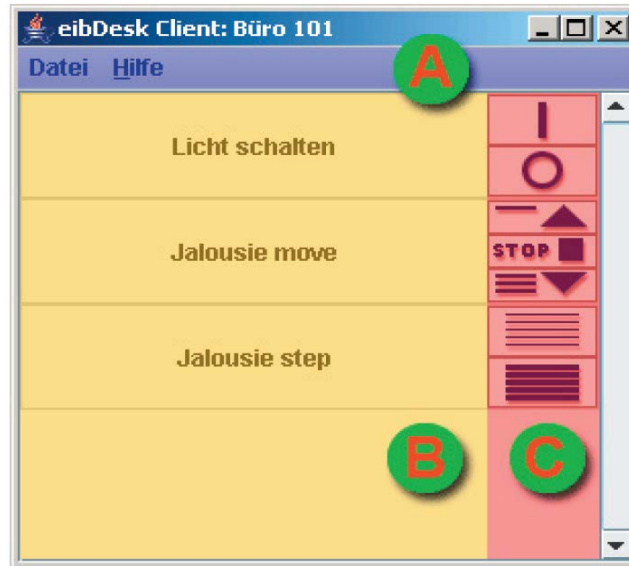 eibDesk Client: Büro 101
Datei Hilfe
A
Licht schalten
Jalousie move
STOP
Jalousie step
B
C